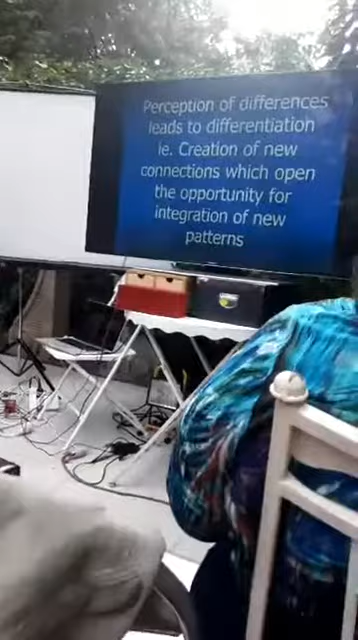 Perception of differences
leads to differentiation
ie. Creation of new
connections which open
the opportunity for
integration of new
patterns